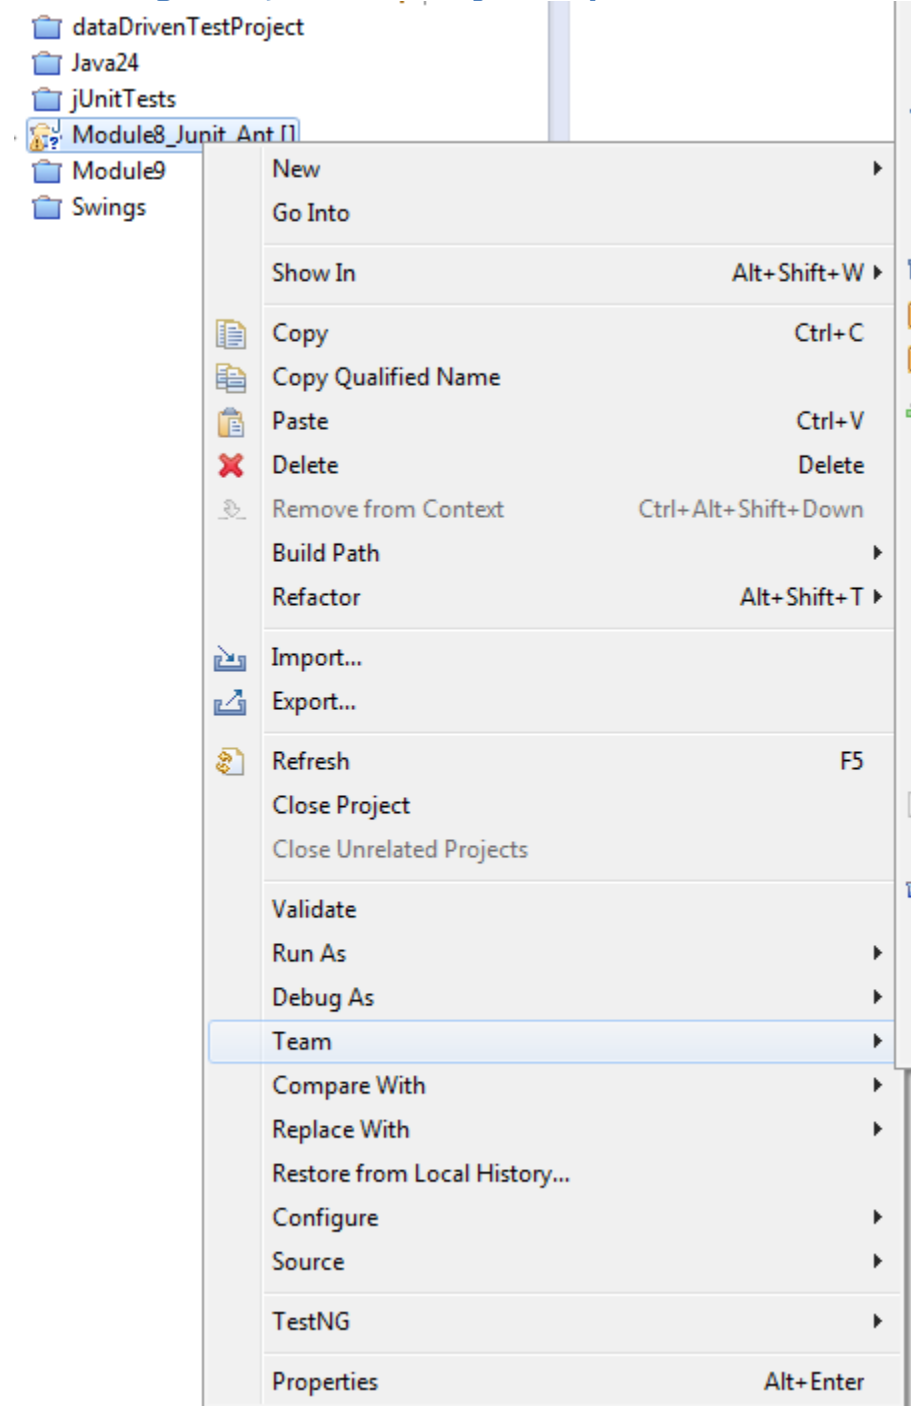 dataDrivenTestProject
Java24
jUnitTests
Module8_Junit_Ant []
Module9
Swings
New
Go Into
Show In Alt+Shift+W
Copy Ctrl+C
Copy Qualified Name
Paste Ctrl+V
Delete Delete
Remove from Context Ctrl+Alt+Shift+Down
Build Path
Refactor Alt+Shift+T
Import...
Export...
Refresh F5
Close Project
Close Unrelated Projects
Validate
Run As
Debug As
Team
Compare With
Replace With
Restore from Local History...
Configure
Source
TestNG
Properties Alt+Enter